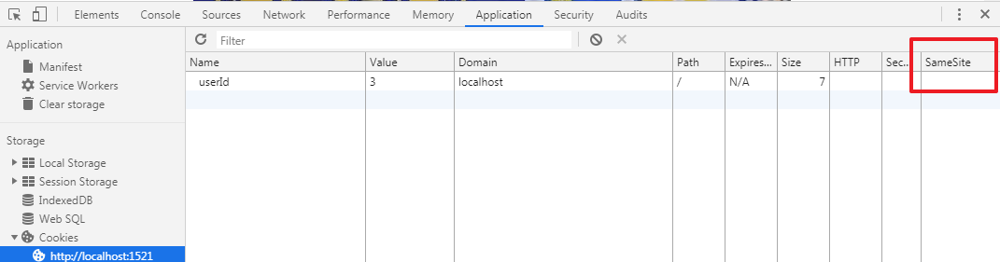 Elements Console Sources Network Performance Memory Application Security Audits
Application
Manifest
Service Workers
Clear storage
Storage
Local Storage
Session Storage
IndexedDB
Web SQL
Cookies
http://localhost:1521
Filter
Name Value Domain Path Expires... Size HTTP Sec... SameSite
userId 3 localhost / N/A 7